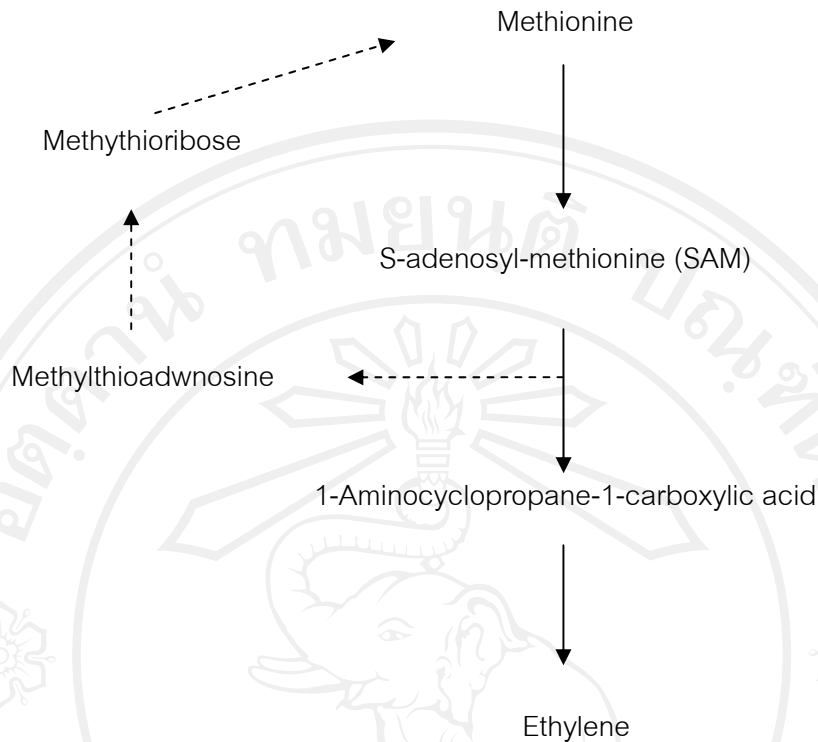 Methionine
Methythioribose
S-adenosyl-methionine (SAM)
Methylthioadwnosine
1-Aminocyclopropane-1-carboxylic acid
Ethylene